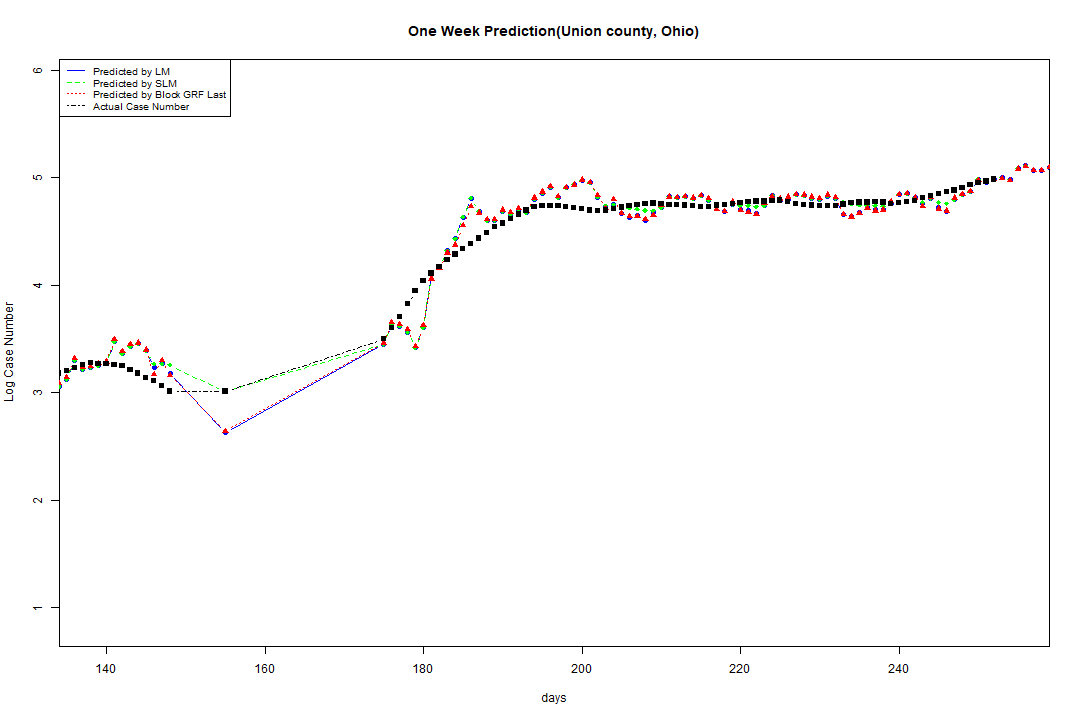 One Week Prediction(Union county, Ohio)
Predicted by LM
Predicted by SLM
Predicted by Block GRF Last
Actual Case Number
6
5
4
3
2
1
Log Case Number
140 160 180 200 220 240
days